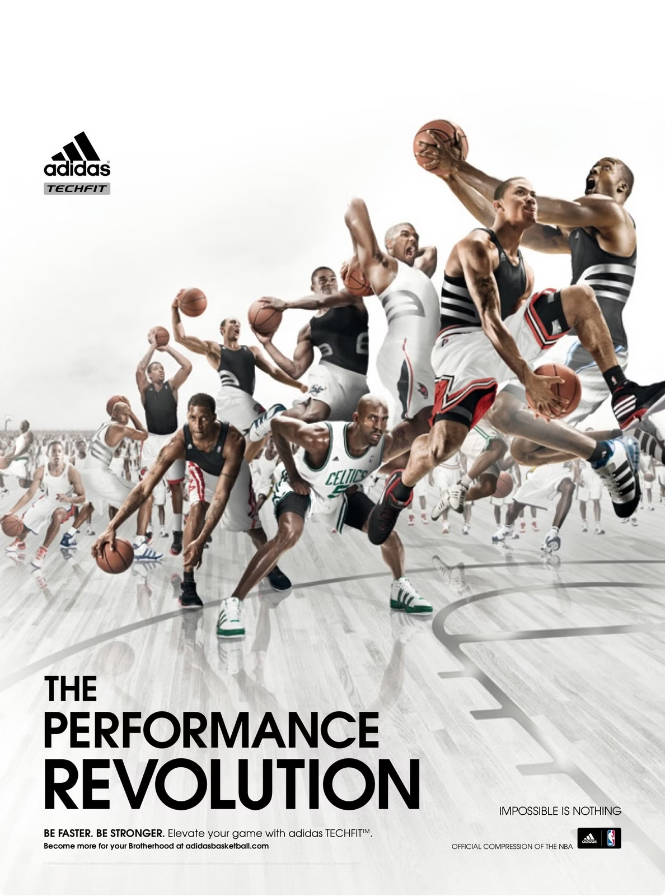 adidas
TECHFIT
CELTICS
THE
PERFORMANCE
REVOLUTION
IMPOSSIBLE IS NOTHING
BE FASTER. BE STRONGER. Elevate your game with adidas TECHFIT™.
Become more for your Brotherhood at adidasbasketball.com
OFFICIAL COMPRESSION OF THE NBA